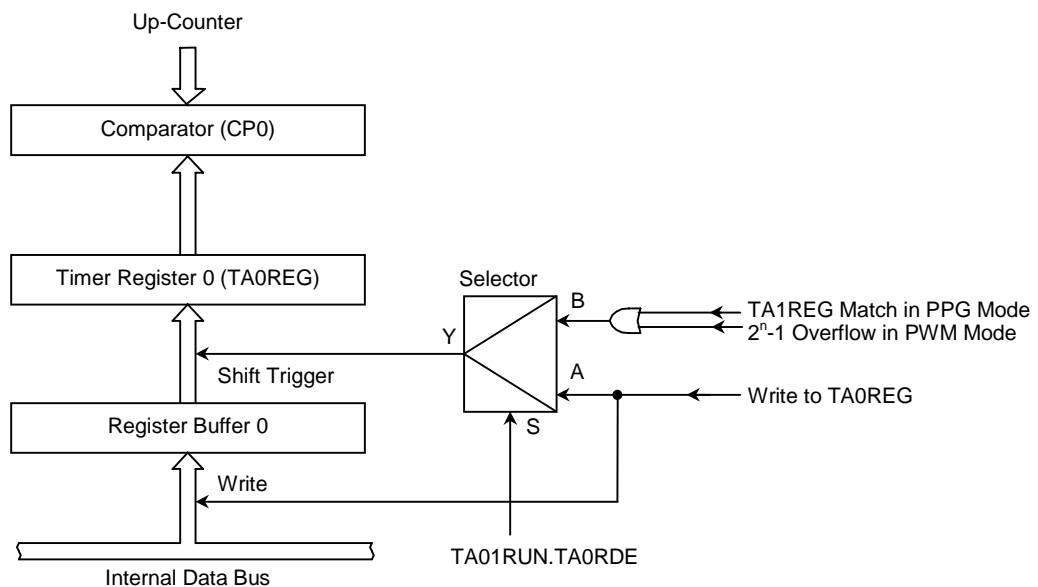 Up-Counter
Comparator (CP0)
Timer Register 0 (TA0REG)
Selector
B
TA1REG Match in PPG Mode
2ⁿ-1 Overflow in PWM Mode
Y
Shift Trigger
A
Write to TA0REG
Register Buffer 0
S
Write
TA01RUN.TA0RDE
Internal Data Bus